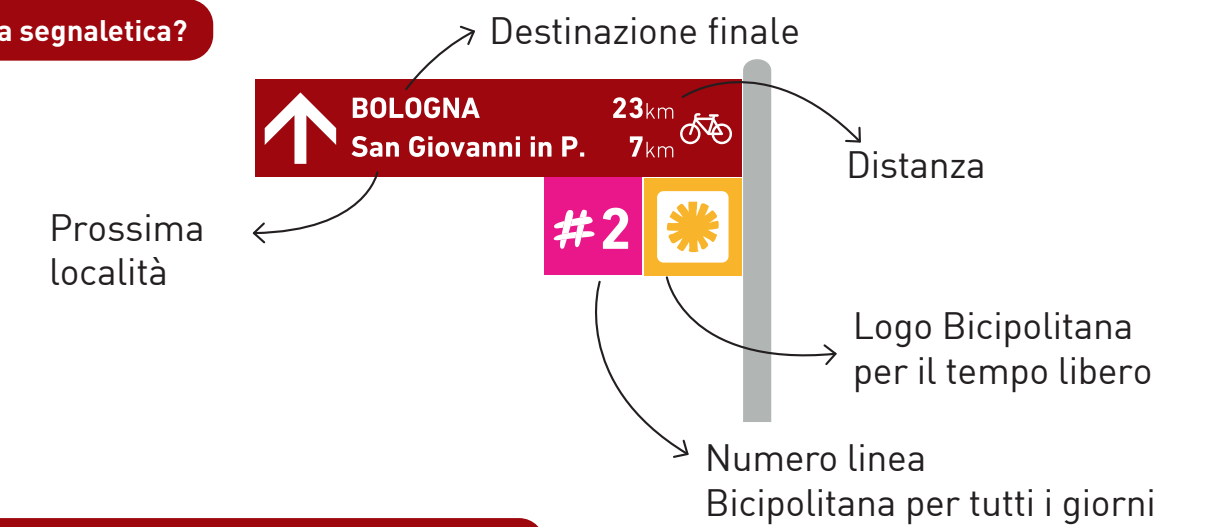 a segnaletica?
Destinazione finale
BOLOGNA 23km
San Giovanni in P. 7km
Distanza
Prossima
località
#2
Logo Bicipolitana
per il tempo libero
Numero linea
Bicipolitana per tutti i giorni